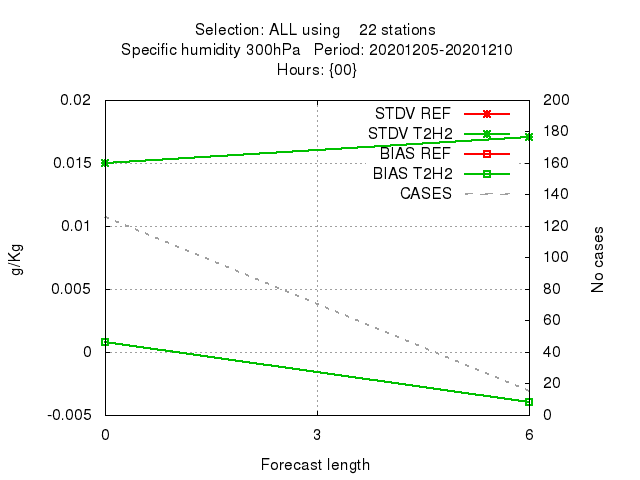 Selection: ALL using    22 stations
Specific humidity 300hPa   Period: 20201205-20201210
Hours: {00}
0.02
0.015
0.01
0.005
0
-0.005
200
180
160
140
120
100
80
60
40
20
0
STDV REF
STDV T2H2
BIAS REF
BIAS T2H2
CASES
g/Kg
No cases
0
3
6
Forecast length